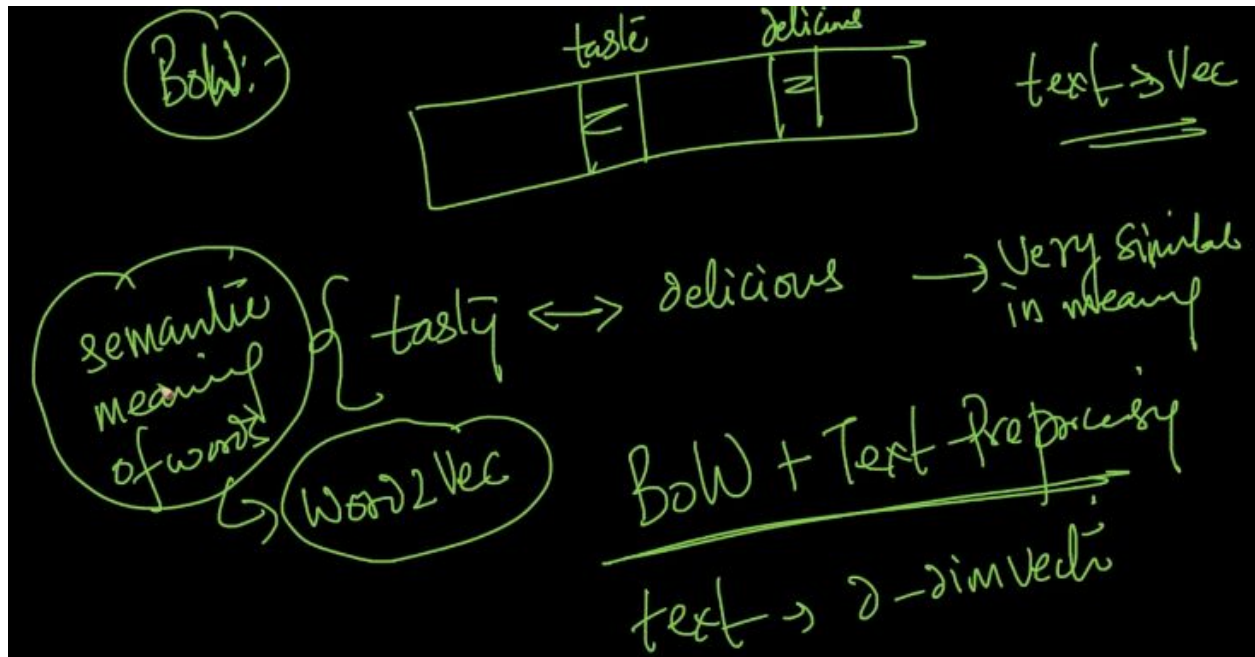 BoW:-
taste delicious
text → Vec
tasty ↔ delicious → Very similar
in meaning
semantic
meaning
of words
Word2Vec
BoW + Text Preprocessing
text → d-dim vector